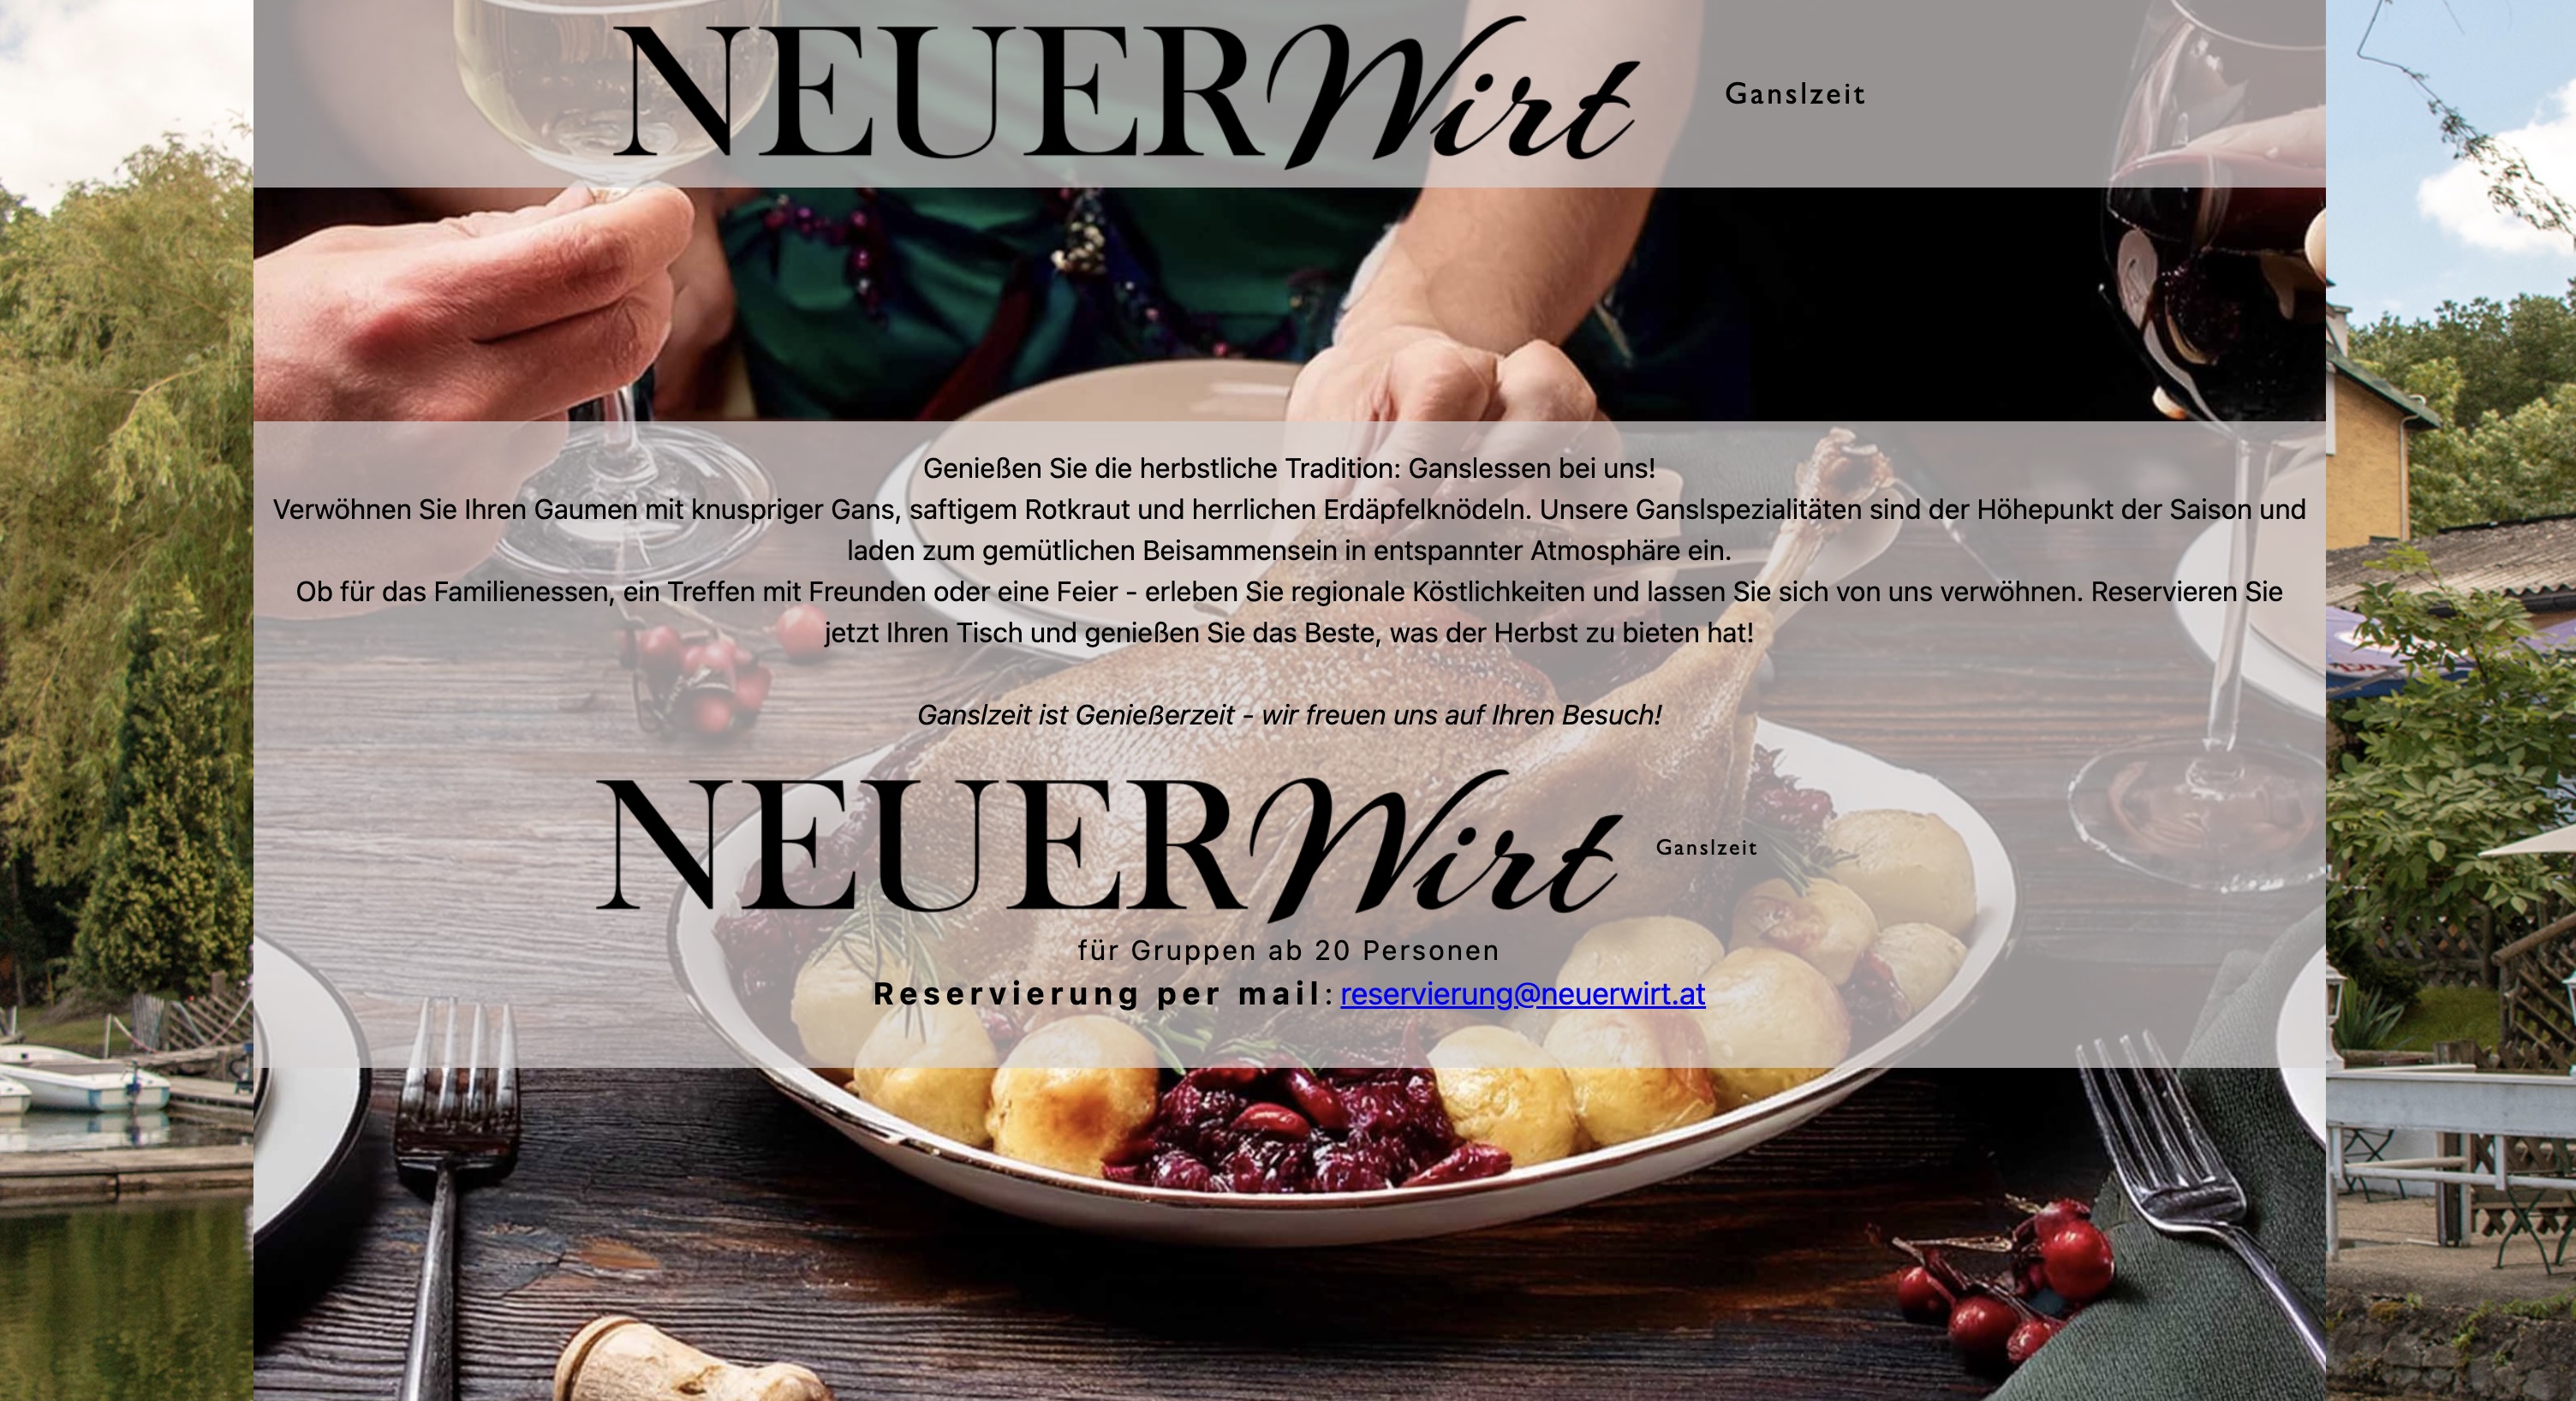 NEUERWirt Ganslzeit
Genießen Sie die herbstliche Tradition: Ganslessen bei uns!
Verwöhnen Sie Ihren Gaumen mit knuspriger Gans, saftigem Rotkraut und herrlichen Erdäpfelknödeln. Unsere Ganslspezialitäten sind der Höhepunkt der Saison und
laden zum gemütlichen Beisammensein in entspannter Atmosphäre ein.
Ob für das Familienessen, ein Treffen mit Freunden oder eine Feier - erleben Sie regionale Köstlichkeiten und lassen Sie sich von uns verwöhnen. Reservieren Sie
jetzt Ihren Tisch und genießen Sie das Beste, was der Herbst zu bieten hat!
Ganslzeit ist Genießerzeit - wir freuen uns auf Ihren Besuch!
NEUERWirt Ganslzeit
für Gruppen ab 20 Personen
Reservierung per mail: reservierung@neuerwirt.at